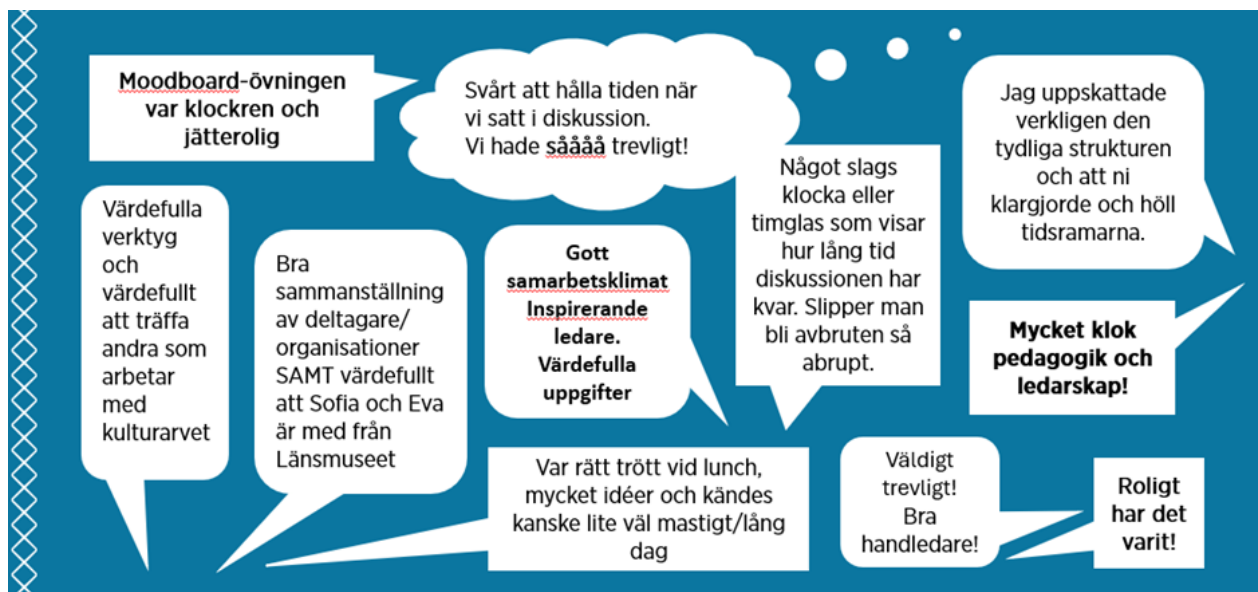 Moodboard-övningen
var klockren och
jätterolig
Svårt att hålla tiden när
vi satt i diskussion.
Vi hade såååå trevligt!
Något slags
klocka eller
timglas som visar
hur lång tid
diskussionen har
kvar. Slipper man
bli avbruten så
abrupt.
Jag uppskattade
verkligen den
tydliga strukturen
och att ni
klargjorde och höll
tidsramarna.
Värdefulla
verktyg
och
värdefullt
att träffa
andra som
arbetar
med
kulturarvet
Bra
sammanställning
av deltagare/
organisationer
SAMT värdefullt
att Sofia och Eva
är med från
Länsmuseet
Gott
samarbetsklimat
Inspirerande
ledare.
Värdefulla
uppgifter
Mycket klok
pedagogik och
ledarskap!
Var rätt trött vid lunch,
mycket idéer och kändes
kanske lite väl mastigt/lång
dag
Väldigt
trevligt!
Bra
handledare!
Roligt
har det
varit!